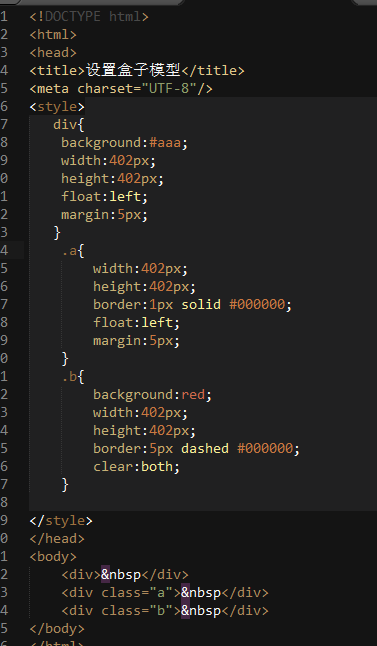 1 <!DOCTYPE html>
2 <html>
3 <head>
4 <title>设置盒子模型</title>
5 <meta charset="UTF-8"/>
6 <style>
7 div{
8 background:#aaa;
9 width:402px;
0 height:402px;
1 float:left;
2 margin:5px;
3 }
4 .a{
5 width:402px;
6 height:402px;
7 border:1px solid #000000;
8 float:left;
9 margin:5px;
0 }
1 .b{
2 background:red;
3 width:402px;
4 height:402px;
5 border:5px dashed #000000;
6 clear:both;
7 }
8
9 </style>
0 </head>
1 <body>
2 <div>&nbsp</div>
3 <div class="a">&nbsp</div>
4 <div class="b">&nbsp</div>
5 </body>
</html>